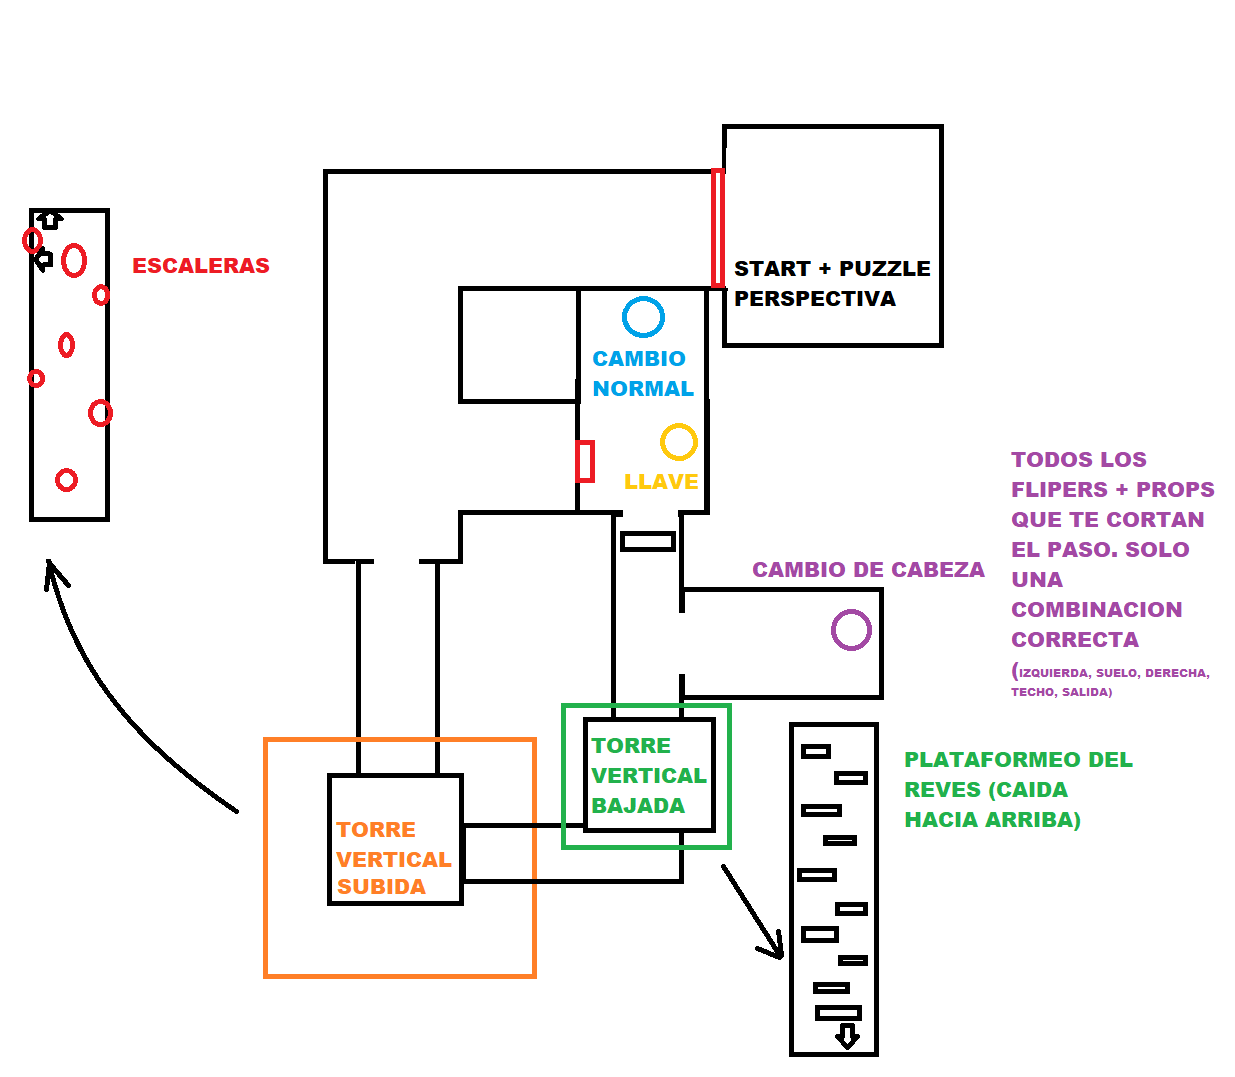 ESCALERAS
START + PUZZLE
PERSPECTIVA
CAMBIO
NORMAL
LLAVE
TODOS LOS
FLIPERS + PROPS
QUE TE CORTAN
EL PASO. SOLO
UNA
COMBINACION
CORRECTA
(IZQUIERDA, SUELO, DERECHA,
TECHO, SALIDA)
CAMBIO DE CABEZA
TORRE
VERTICAL
BAJADA
PLATAFORMEO DEL
REVES (CAIDA
HACIA ARRIBA)
TORRE
VERTICAL
SUBIDA